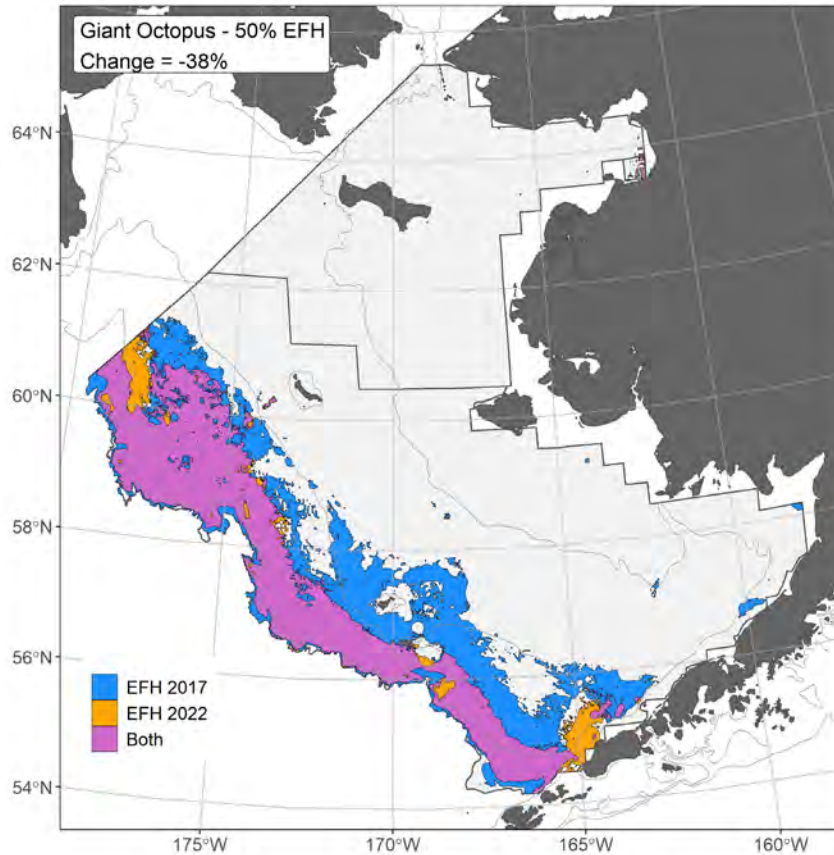 Giant Octopus - 50% EFH
Change = -38%
64°N
62°N
60°N
58°N
56°N
54°N
EFH 2017
EFH 2022
Both
175°W
170°W
165°W
160°W